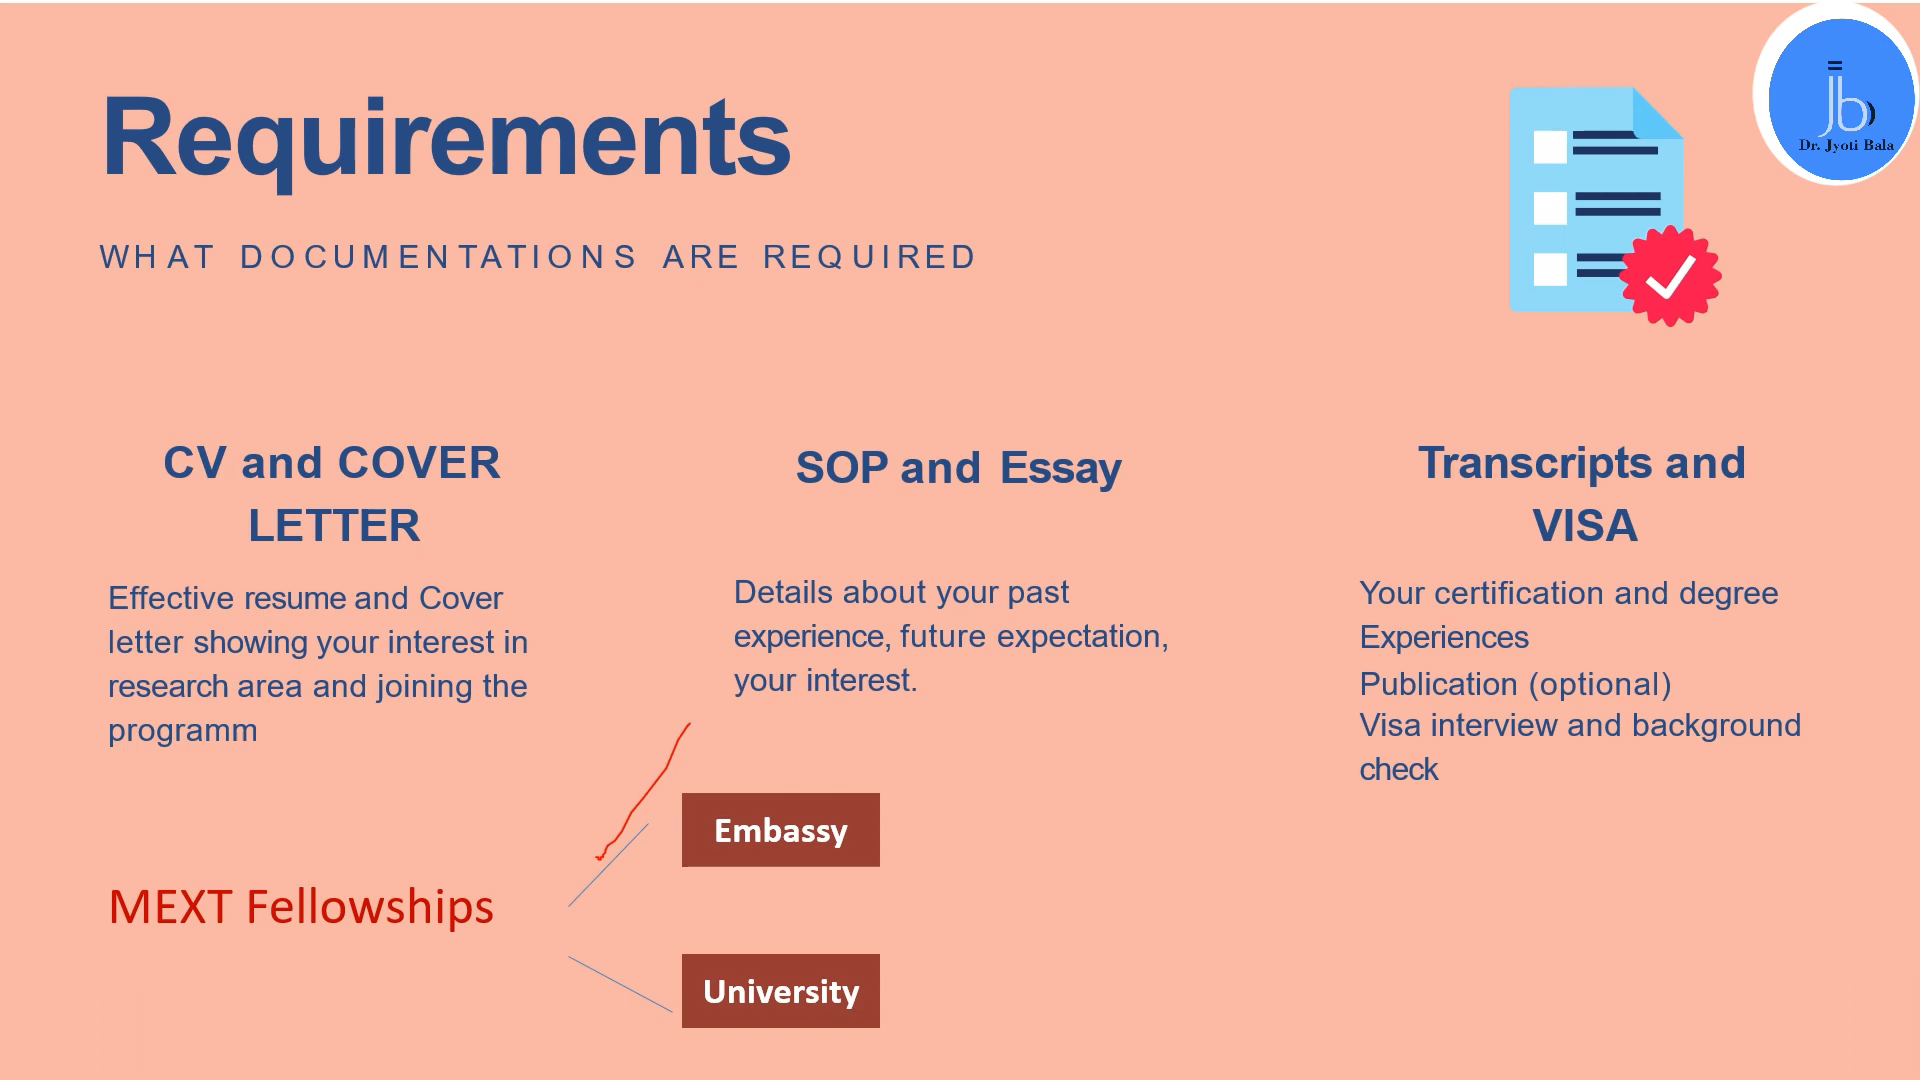 Requirements
WHAT DOCUMENTATIONS ARE REQUIRED
Dr. Jyoti Bala
CV and COVER
LETTER
Effective resume and Cover
letter showing your interest in
research area and joining the
programm
SOP and Essay
Details about your past
experience, future expectation,
your interest.
Transcripts and
VISA
Your certification and degree
Experiences
Publication (optional)
Visa interview and background
check
MEXT Fellowships
Embassy
University